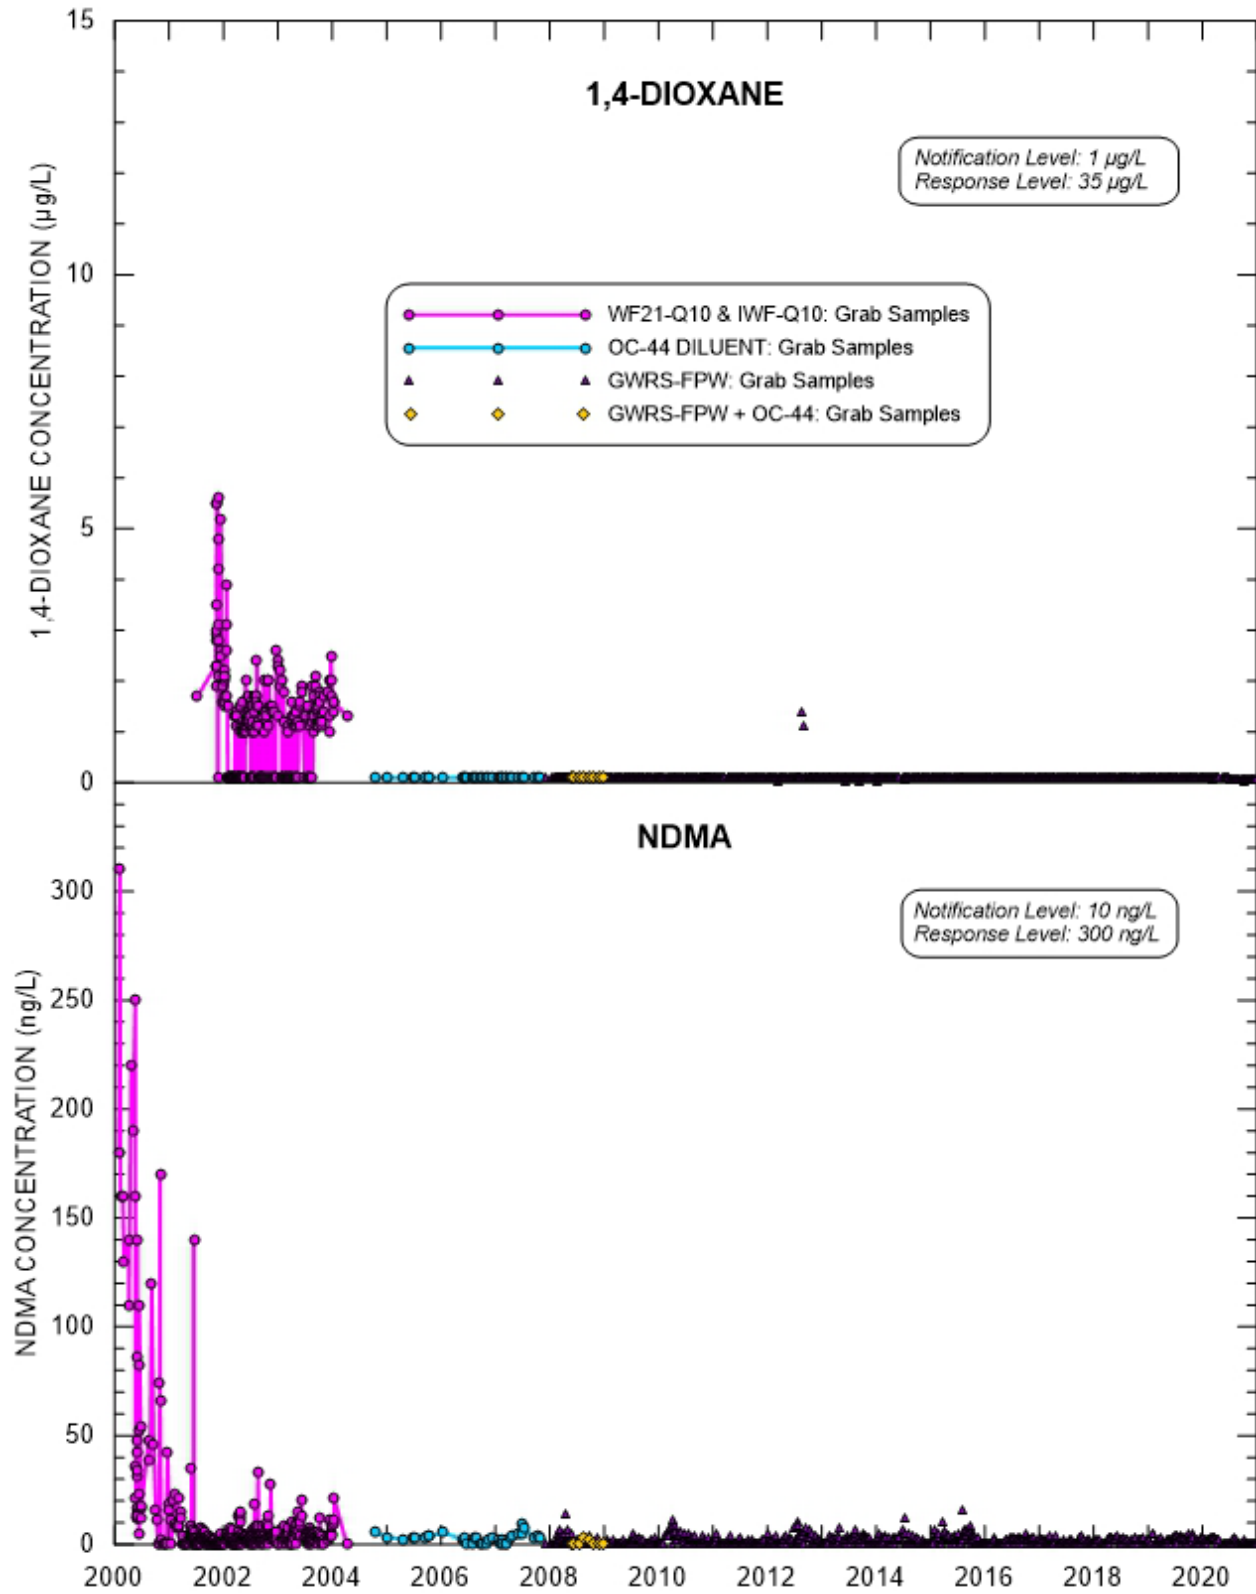 15
1,4-DIOXANE
Notification Level: 1 µg/L
Response Level: 35 µg/L
10
WF21-Q10 & IWF-Q10: Grab Samples
OC-44 DILUENT: Grab Samples
GWRS-FPW: Grab Samples
GWRS-FPW + OC-44: Grab Samples
1,4-DIOXANE CONCENTRATION (µg/L)
5
0
NDMA
300
Notification Level: 10 ng/L
Response Level: 300 ng/L
250
200
NDMA CONCENTRATION (ng/L)
150
100
50
0
2000 2002 2004 2006 2008 2010 2012 2014 2016 2018 2020